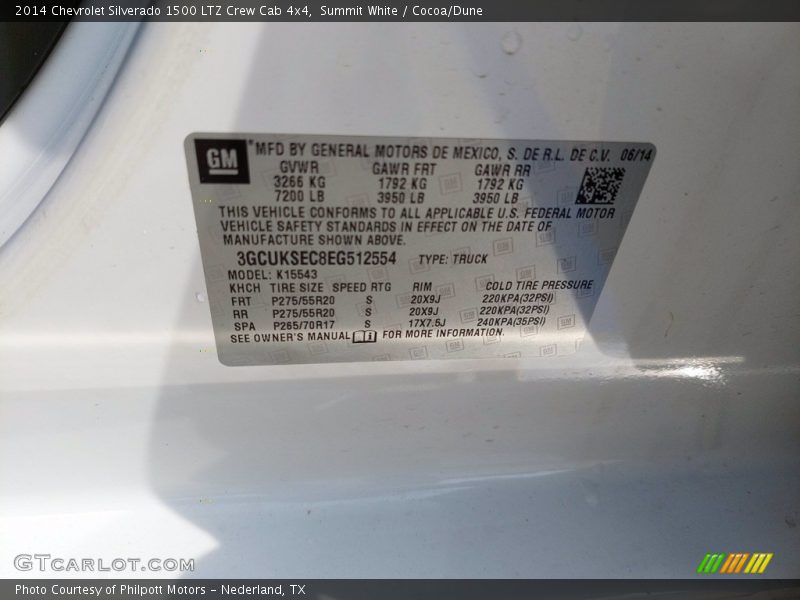 2014 Chevrolet Silverado 1500 LTZ Crew Cab 4x4,  Summit White / Cocoa/Dune
GM
MFD BY GENERAL MOTORS DE MEXICO, S. DE R.L. DE C.V. 06/14
GVWR GAWR FRT GAWR RR
3266 KG 1792 KG 1792 KG
7200 LB 3950 LB 3950 LB
THIS VEHICLE CONFORMS TO ALL APPLICABLE U.S. FEDERAL MOTOR
VEHICLE SAFETY STANDARDS IN EFFECT ON THE DATE OF
MANUFACTURE SHOWN ABOVE.
3GCUKSEC8EG512554 TYPE: TRUCK
MODEL: K15543
KHCH TIRE SIZE SPEED RTG RIM COLD TIRE PRESSURE
FRT P275/55R20 S 20X9J 220KPA(32PSI)
RR P275/55R20 S 20X9J 220KPA(32PSI)
SPA P265/70R17 S 17X7.5J 240KPA(35PSI)
SEE OWNER'S MANUAL FOR MORE INFORMATION.
GTCarLot.com
Photo Courtesy of Philpott Motors - Nederland, TX